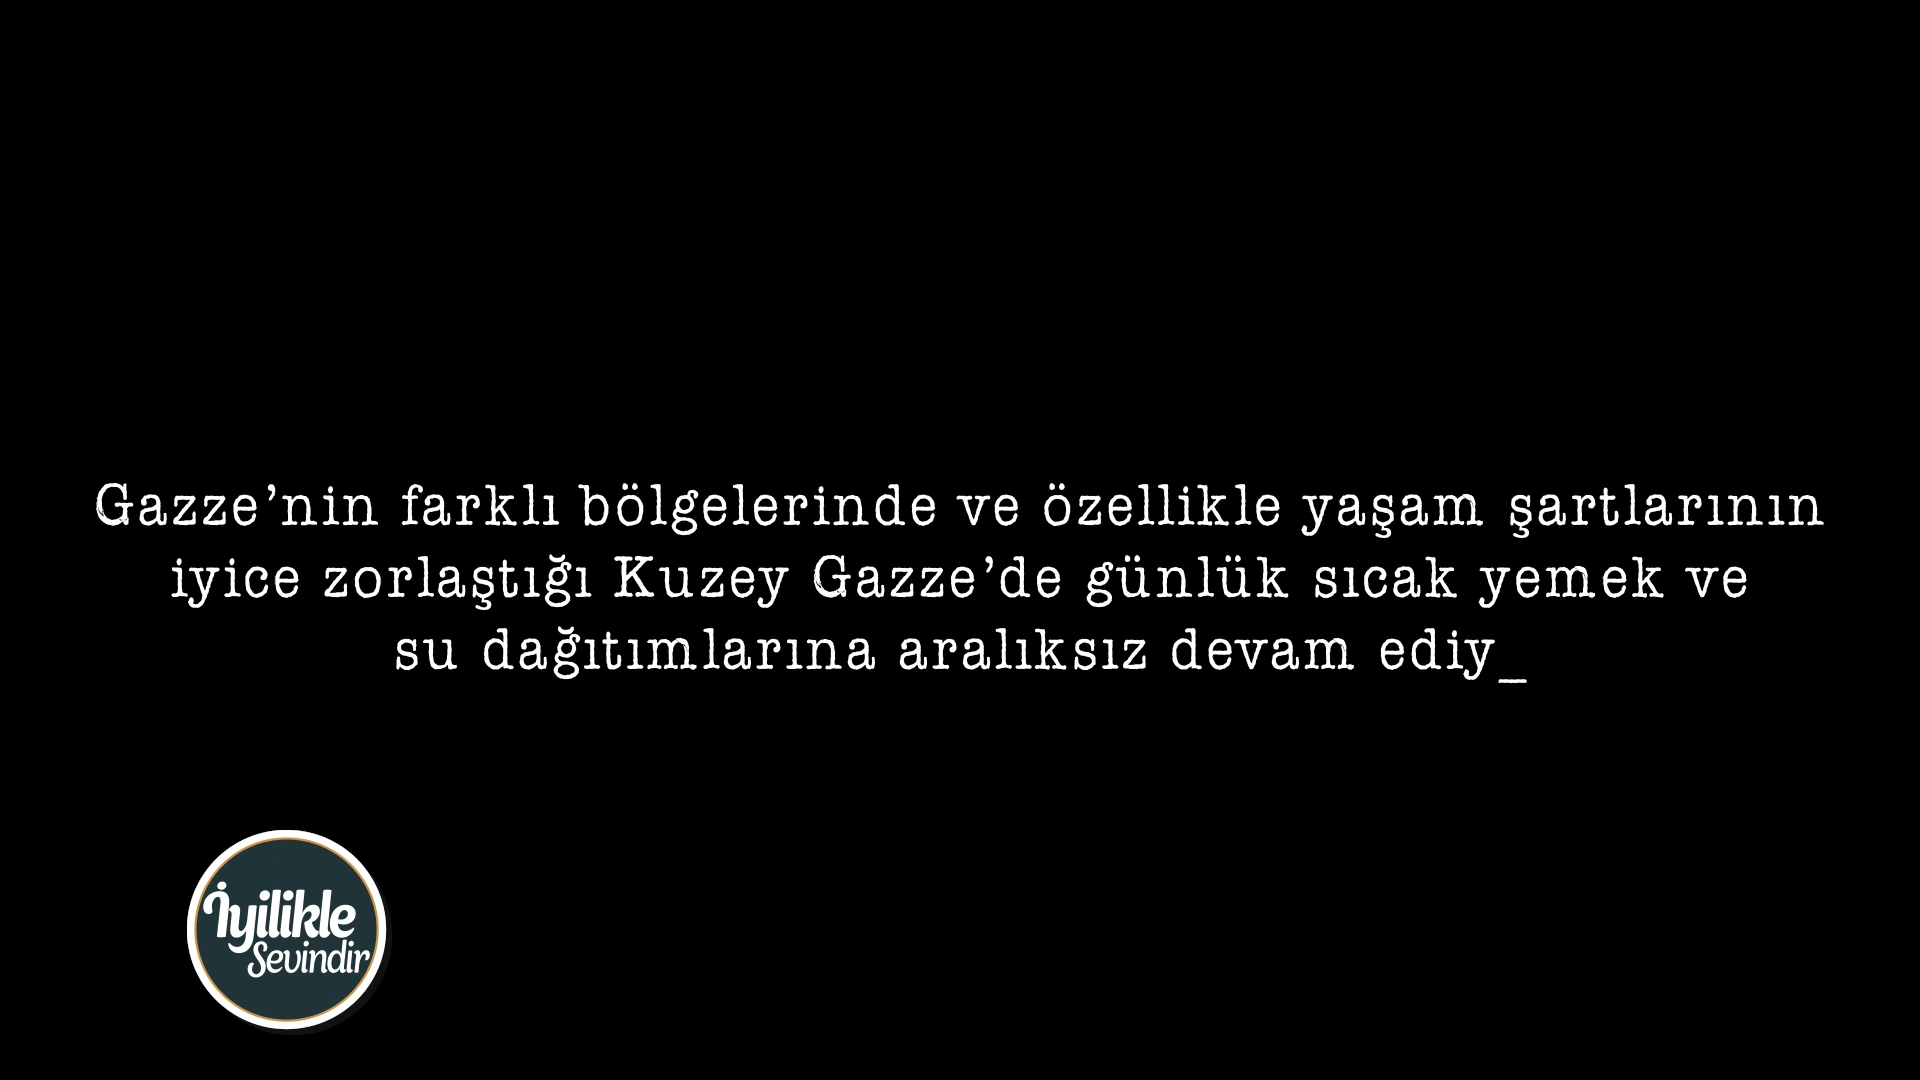 Gazze’nin farklı bölgelerinde ve özellikle yaşam şartlarının
iyice zorlaştığı Kuzey Gazze’de günlük sıcak yemek ve
su dağıtımlarına aralıksız devam ediy_
İyilikle
Sevindir